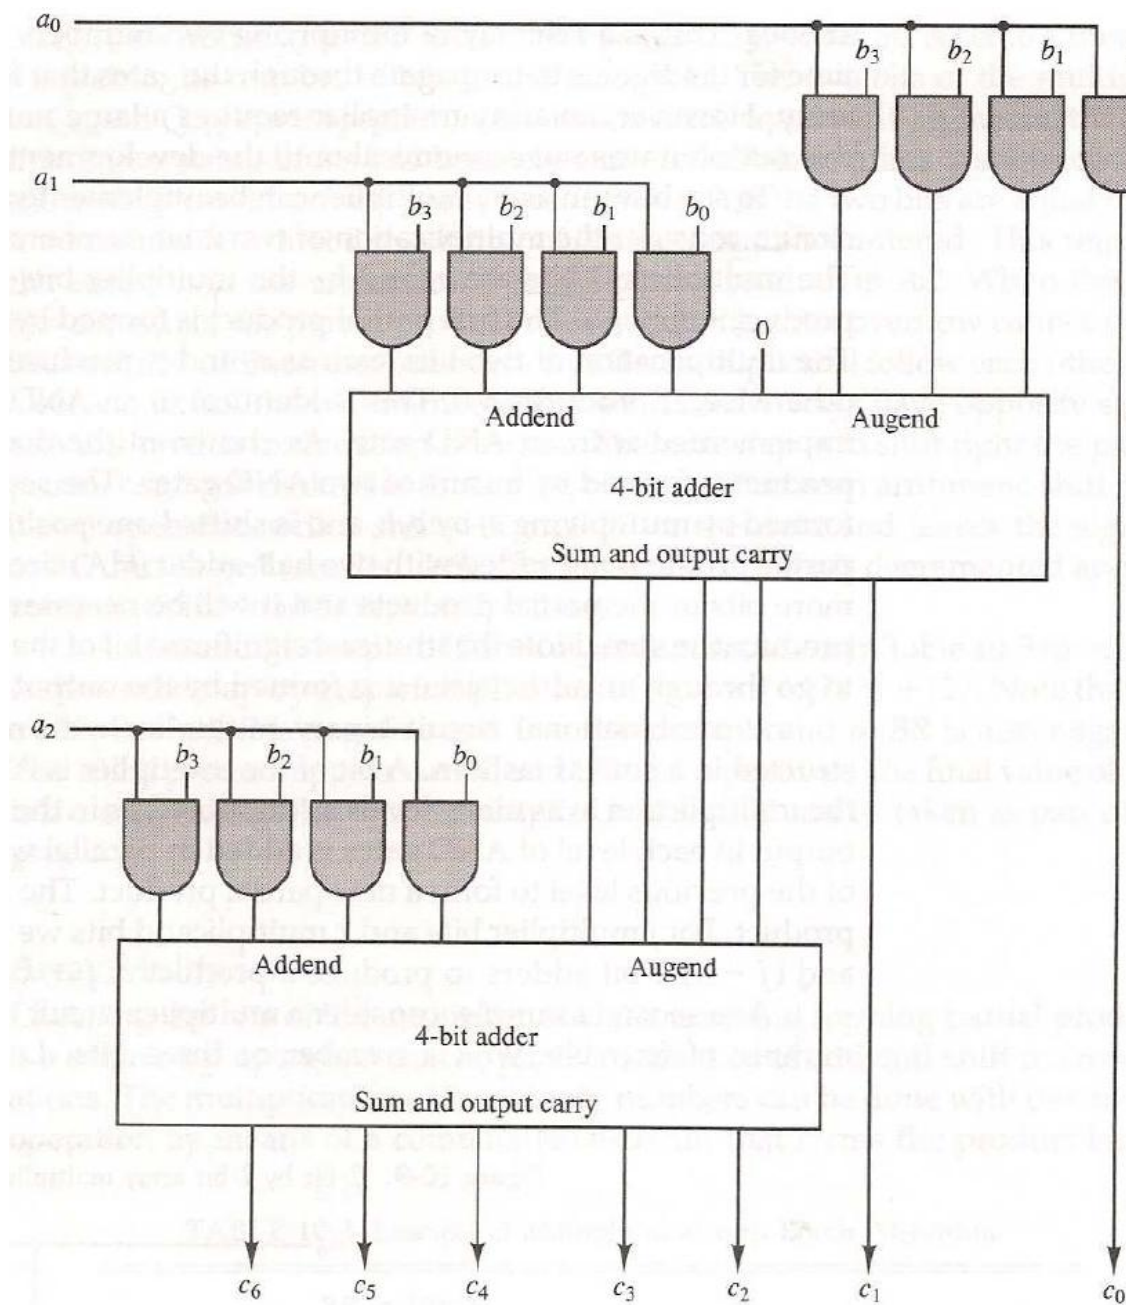 a₀
b₃ b₂ b₁
a₁
b₃ b₂ b₁ b₀
0
Addend Augend
4-bit adder
Sum and output carry
a₂
b₃ b₂ b₁ b₀
Addend Augend
4-bit adder
Sum and output carry
c₆ c₅ c₄ c₃ c₂ c₁ c₀